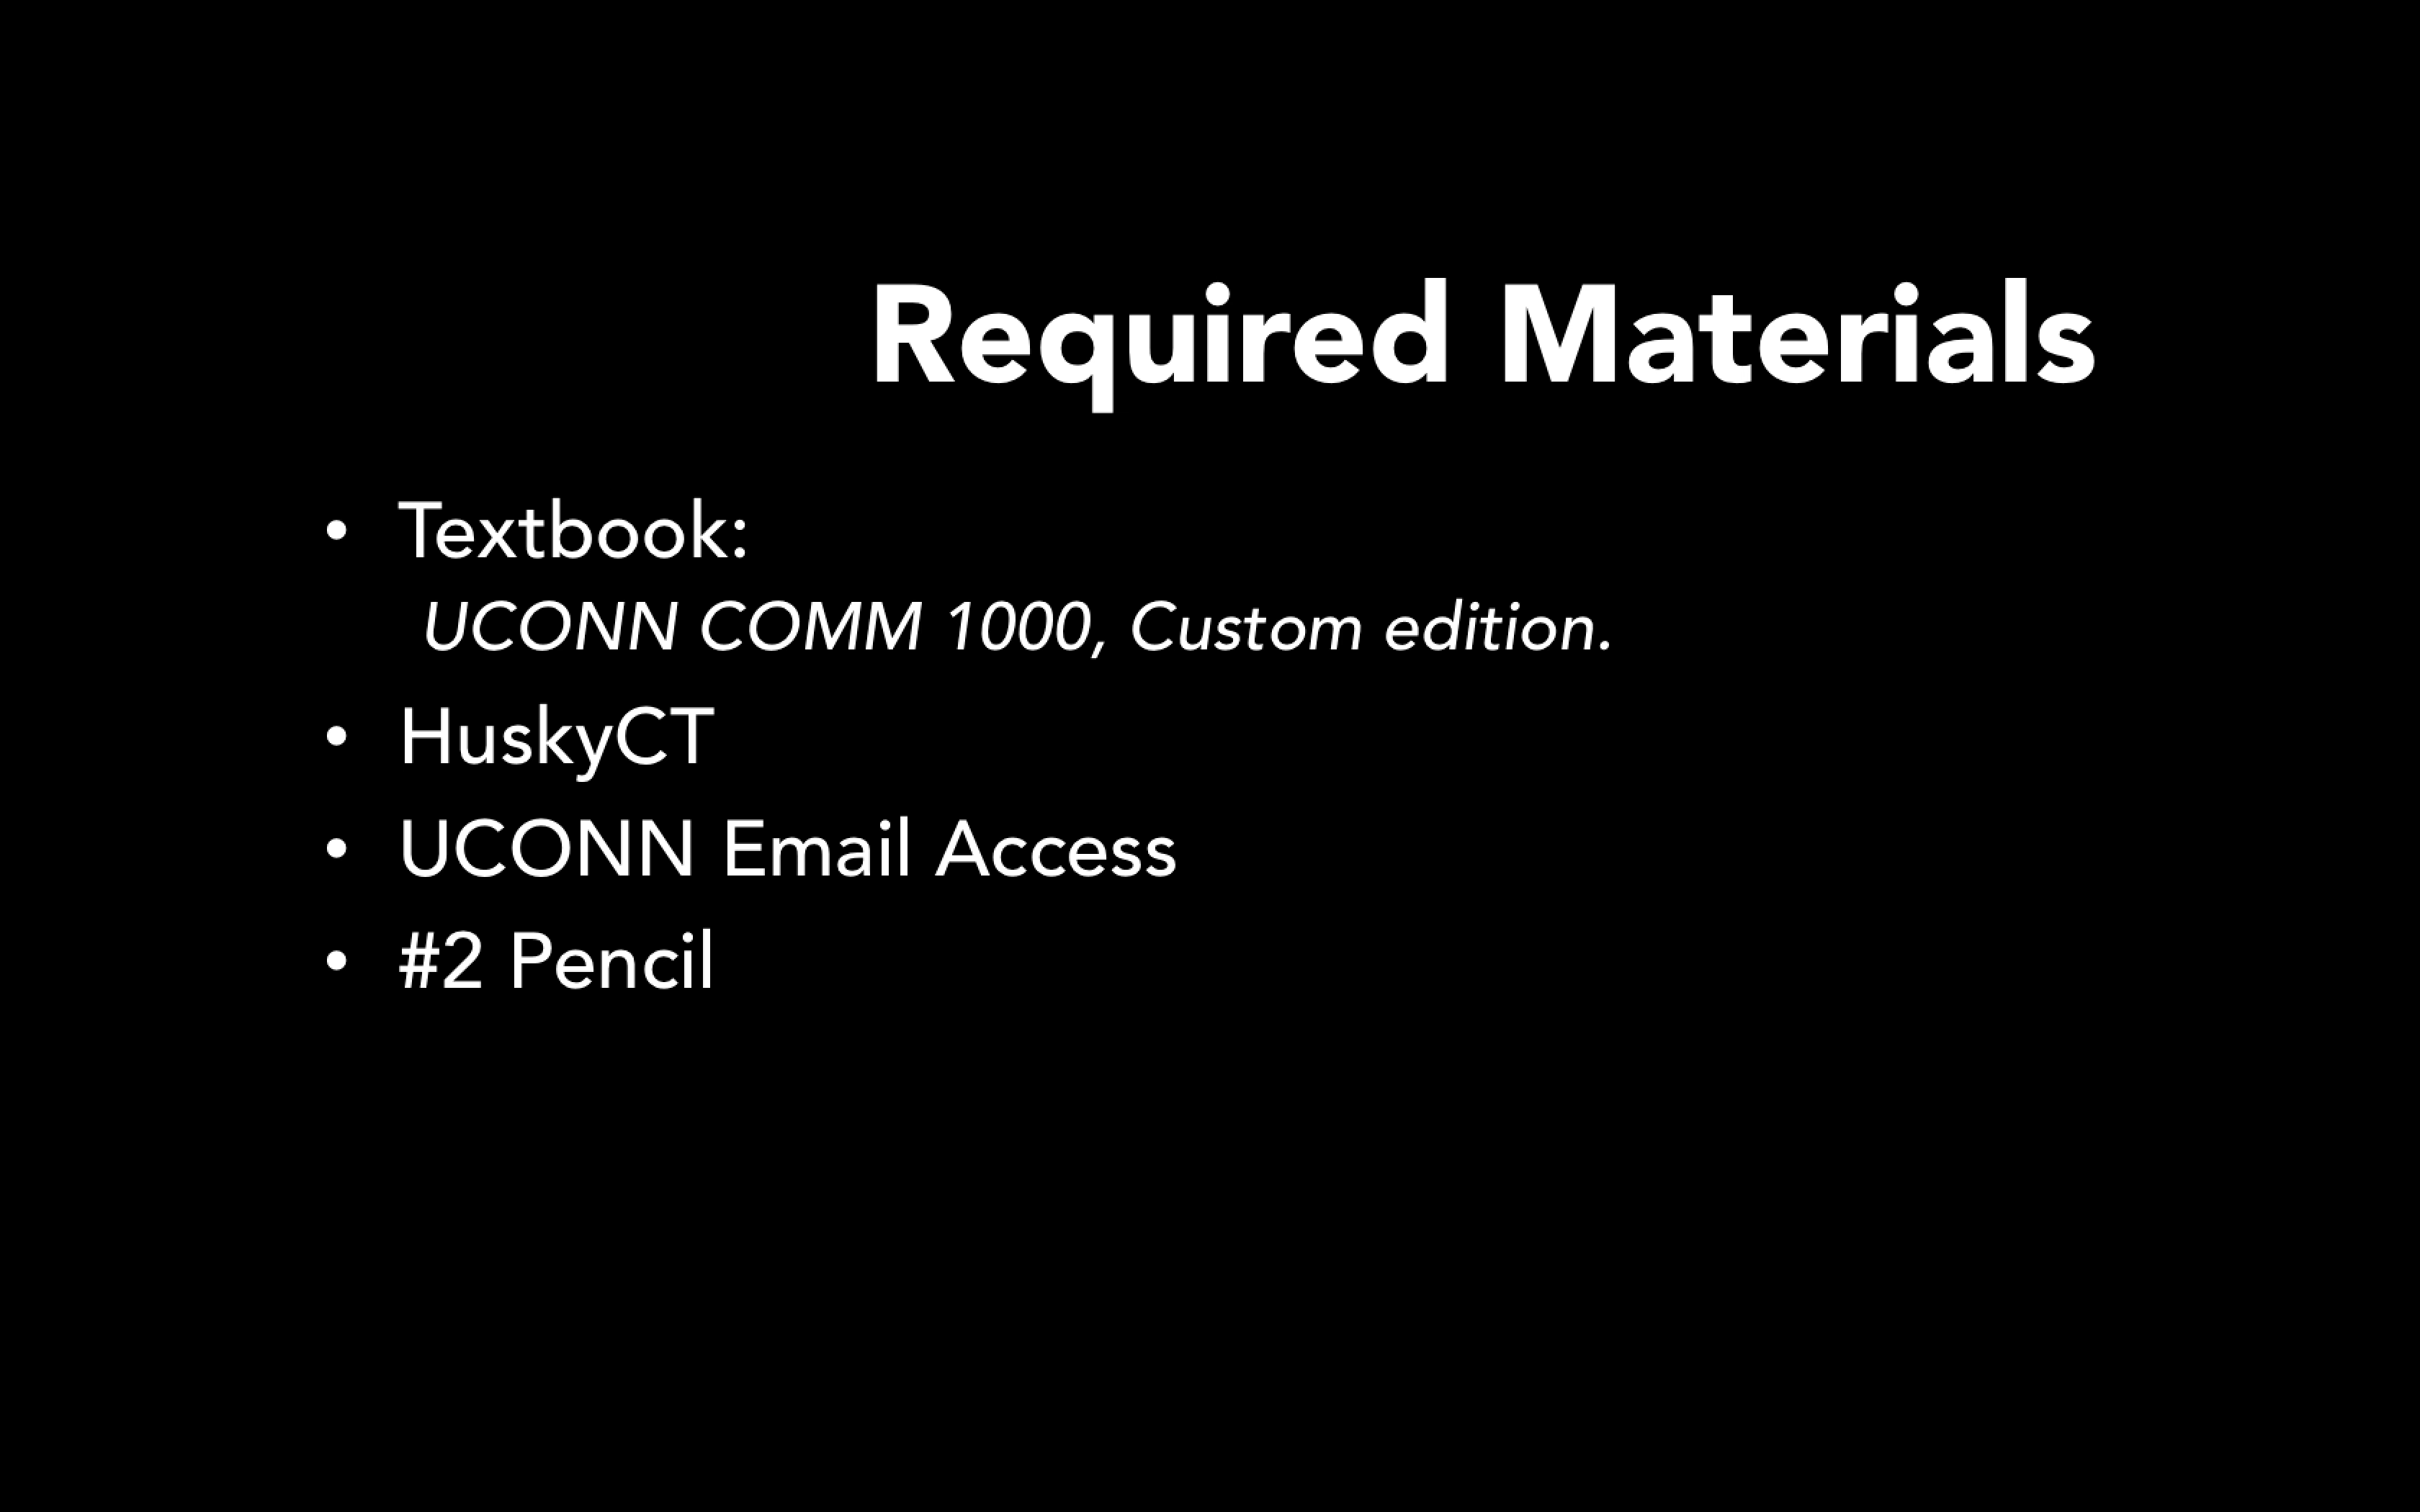 Required Materials
• Textbook:
UCONN COMM 1000, Custom edition.
• HuskyCT
• UCONN Email Access
• #2 Pencil